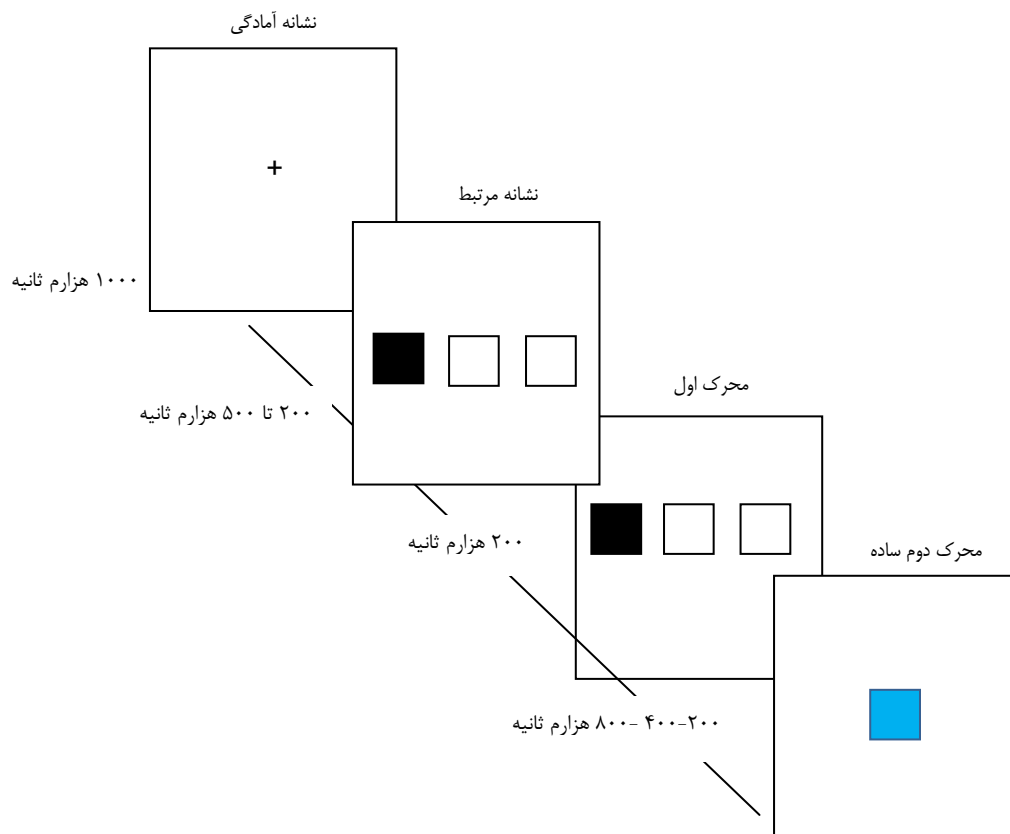 نشانه آمادگی
+
نشانه مرتبط
۱۰۰۰ هزارم ثانیه
محرک اول
۲۰۰ تا ۵۰۰ هزارم ثانیه
۲۰۰ هزارم ثانیه
محرک دوم ساده
۲۰۰-۴۰۰ -۸۰۰ هزارم ثانیه